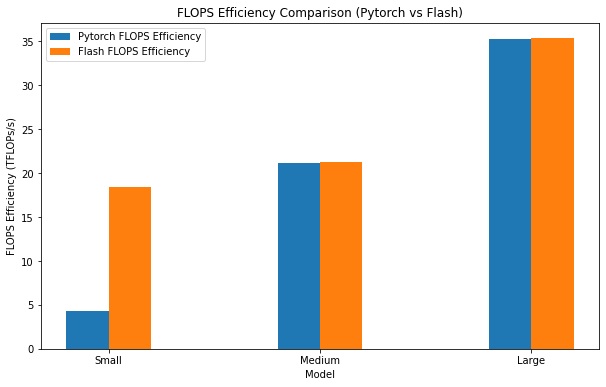 FLOPS Efficiency Comparison (Pytorch vs Flash)
Pytorch FLOPS Efficiency
Flash FLOPS Efficiency
FLOPS Efficiency (TFLOPs/s)
35
30
25
20
15
10
5
0
Small Medium Large
Model